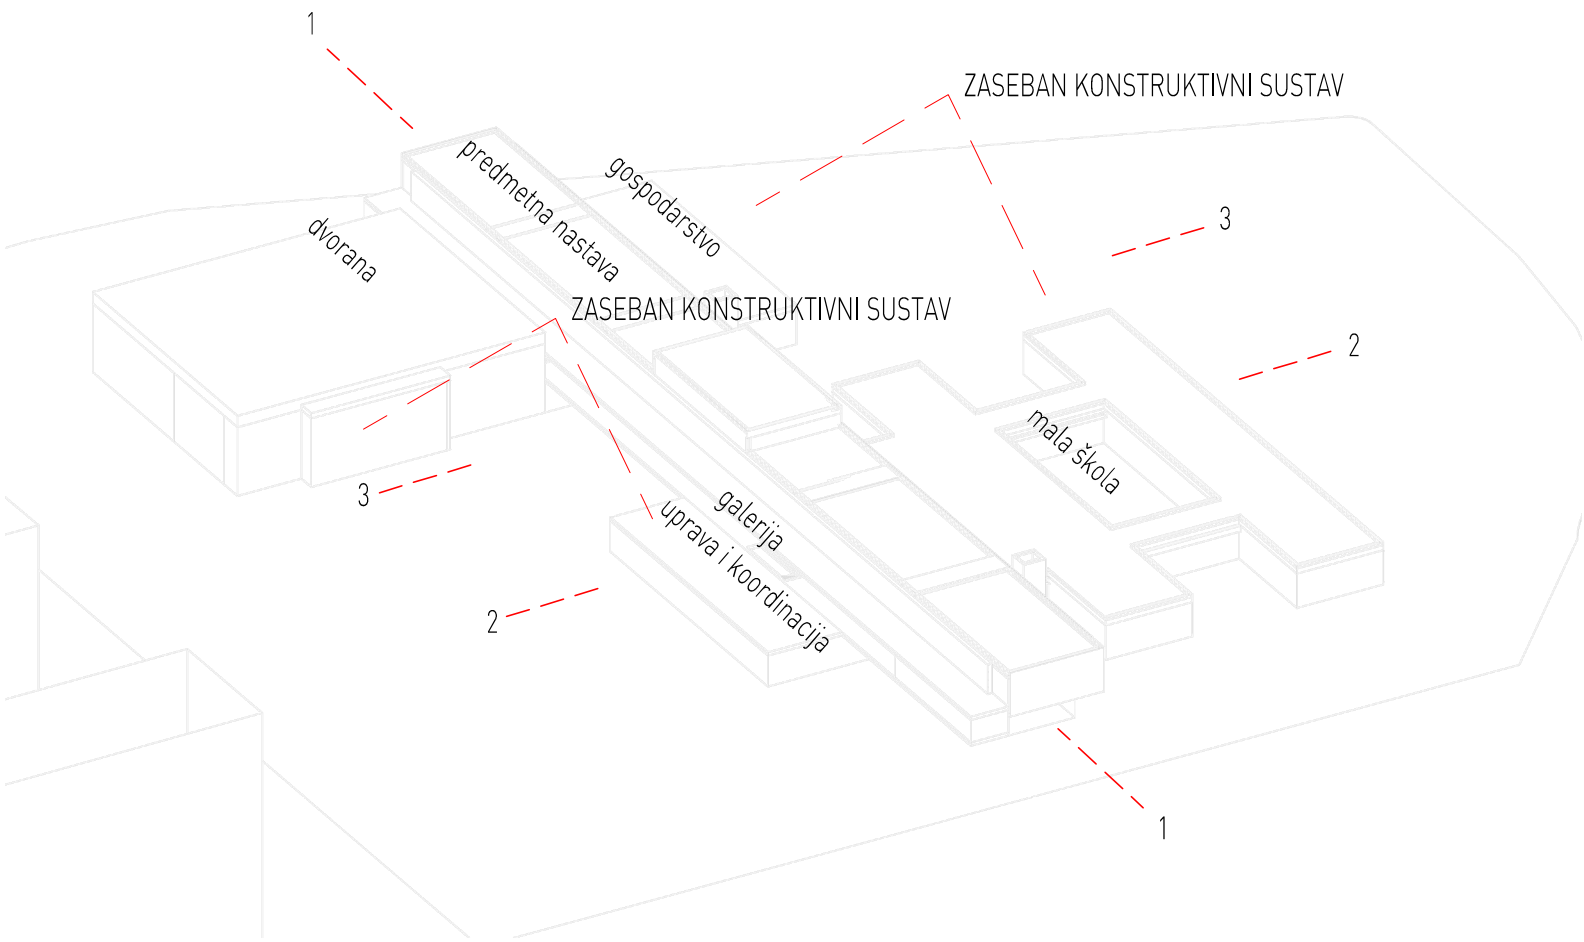 1
ZASEBAN KONSTRUKTIVNI SUSTAV
predmetna nastava
gospodarstvo
3
dvorana
ZASEBAN KONSTRUKTIVNI SUSTAV
2
mala škola
3
galerija
uprava i koordinacija
2
1